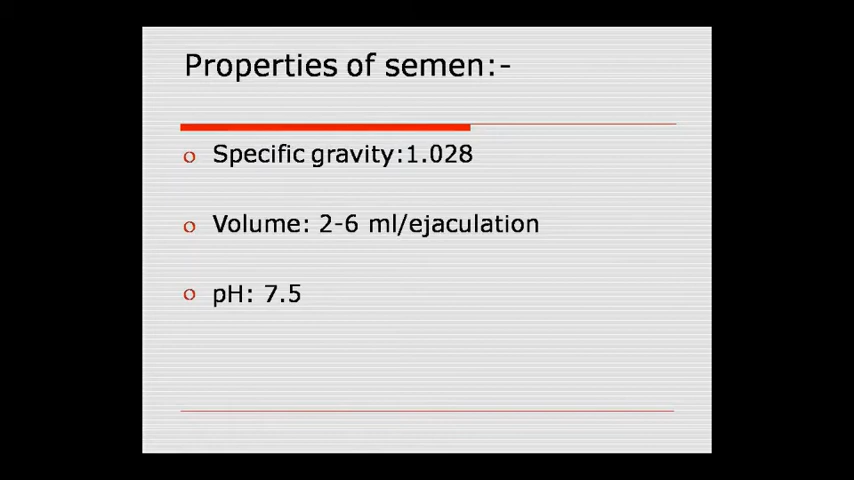 Properties of semen:-
o Specific gravity:1.028
o Volume: 2-6 ml/ejaculation
o pH: 7.5